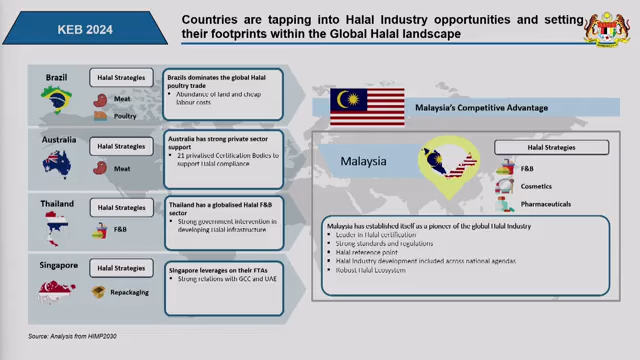 KEB 2024
Countries are tapping into Halal Industry opportunities and setting
their footprints within the Global Halal landscape
Brazil
Halal Strategies
Meat
Poultry
Brazils dominates the global Halal
poultry trade
Abundance of land and cheap
labour costs
Australia
Halal Strategies
Meat
Australia has strong private sector
support
21 privatised Certification Bodies to
support Halal compliance
Thailand
Halal Strategies
F&B
Thailand has a globalised Halal F&B
sector
Strong government intervention in
developing Halal infrastructure
Singapore
Halal Strategies
Repackaging
Singapore leverages on their FTAs
Strong relations with GCC and UAE
Malaysia's Competitive Advantage
Malaysia
Halal Strategies
F&B
Cosmetics
Pharmaceuticals
Malaysia has established itself as a pioneer of the global Halal Industry
Leader in Halal certification
Strong standards and regulations
Halal reference point
Halal Industry development included across national agendas
Robust Halal Ecosystem
Source: Analysis from HIMP2030